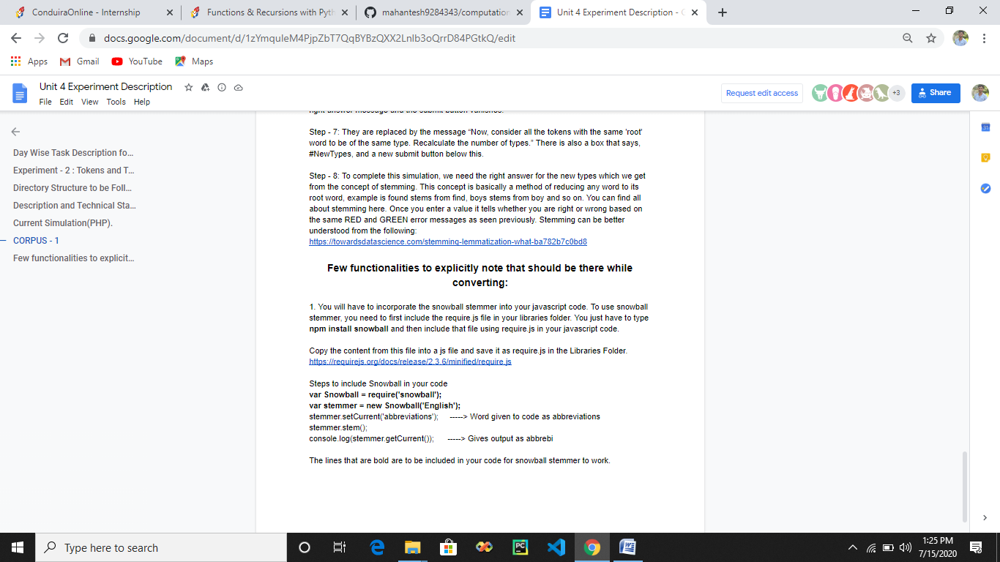 ConduiraOnline - Internship
Functions & Recursions with Pyth
mahantesh9284343/computation
Unit 4 Experiment Description - G
docs.google.com/document/d/1zYmquIeM4PjpZbT7QqBYBzQXX2LnIb3oQrrD84PGtkQ/edit
Apps Gmail YouTube Maps
Unit 4 Experiment Description
File Edit View Tools Help
Request edit access
+3
Share
Day Wise Task Description fo...
Experiment - 2 : Tokens and T...
Directory Structure to be Foll...
Description and Technical Sta...
Current Simulation(PHP).
CORPUS - 1
Few functionalities to explicit...
right answer message and the submit button vanishes.
Step - 7: They are replaced by the message “Now, consider all the tokens with the same 'root'
word to be of the same type. Recalculate the number of types.” There is also a box that says,
#NewTypes, and a new submit button below this.
Step - 8: To complete this simulation, we need the right answer for the new types which we get
from the concept of stemming. This concept is basically a method of reducing any word to its
root word, example is found stems from find, boys stems from boy and so on. You can find all
about stemming here. Once you enter a value it tells whether you are right or wrong based on
the same RED and GREEN error messages as seen previously. Stemming can be better
understood from the following:
https://towardsdatascience.com/stemming-lemmatization-what-ba782b7c0bd8
Few functionalities to explicitly note that should be there while
converting:
1. You will have to incorporate the snowball stemmer into your javascript code. To use snowball
stemmer, you need to first include the require.js file in your libraries folder. You just have to type
npm install snowball and then include that file using require.js in your javascript code.
Copy the content from this file into a js file and save it as require.js in the Libraries Folder.
https://requirejs.org/docs/release/2.3.6/minified/require.js
Steps to include Snowball in your code
var Snowball = require('snowball');
var stemmer = new Snowball('English');
stemmer.setCurrent('abbreviations'); -----> Word given to code as abbreviations
stemmer.stem();
console.log(stemmer.getCurrent()); -----> Gives output as abbrebi
The lines that are bold are to be included in your code for snowball stemmer to work.
31
Type here to search
PC
1:25 PM
7/15/2020